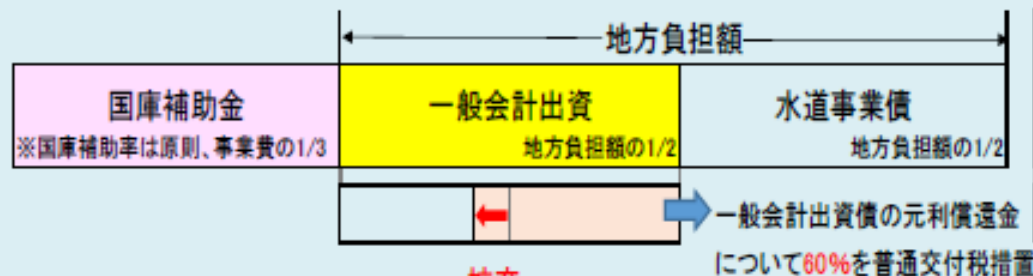 地方負担額
国庫補助金
※国庫補助率は原則、事業費の1/3
一般会計出資
地方負担額の1/2
水道事業債
地方負担額の1/2
一般会計出資債の元利償還金
について60%を普通交付税措置